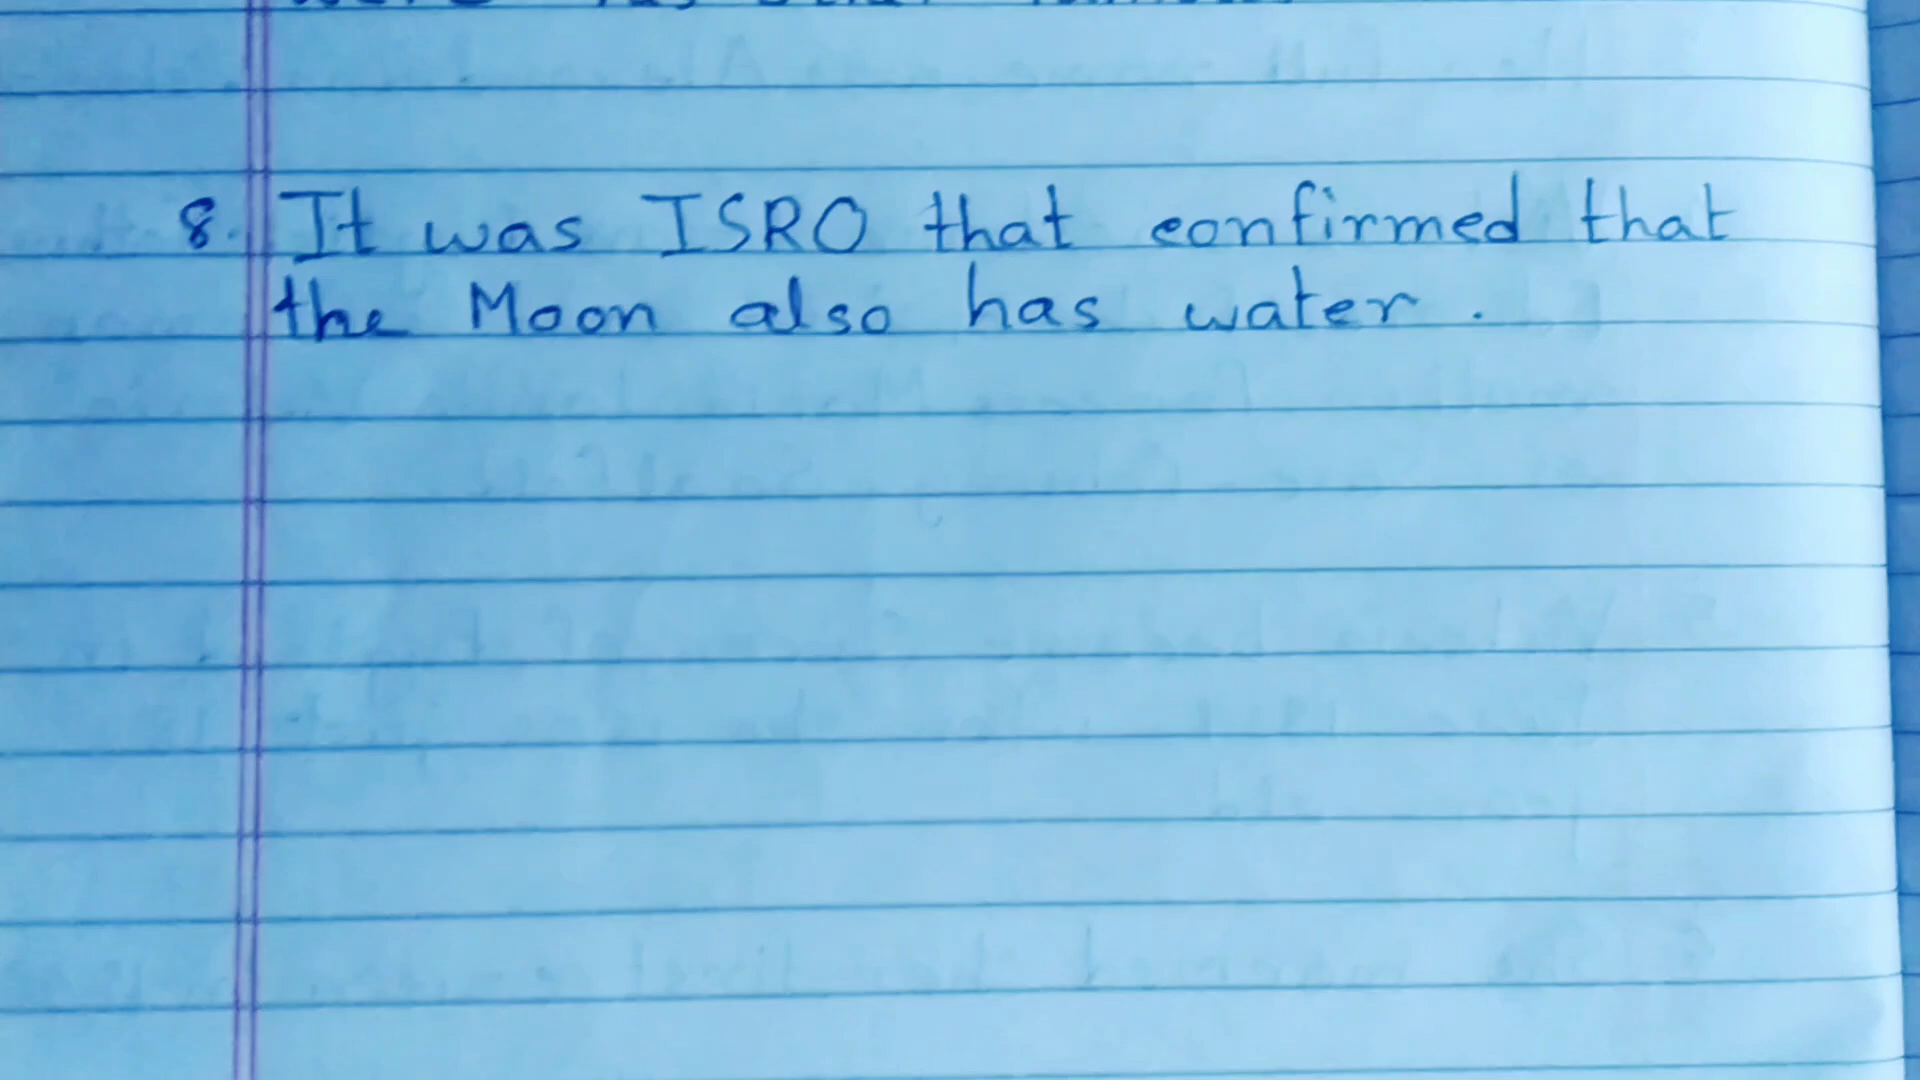 8. It was ISRO that confirmed that
the Moon also has water.